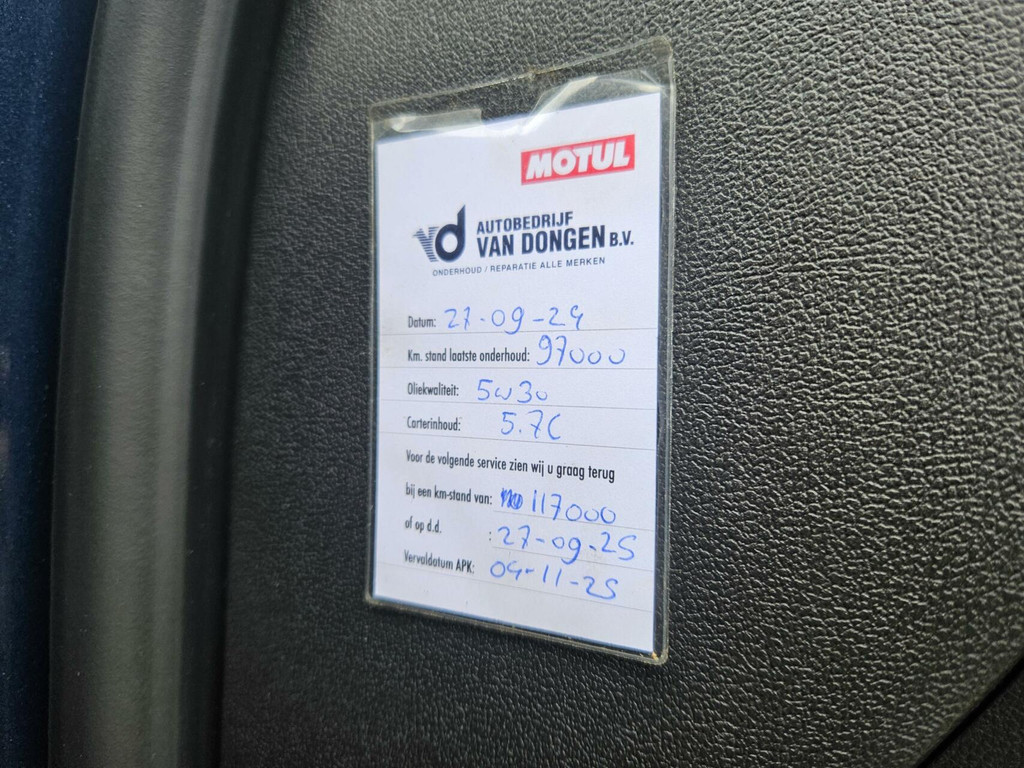 MOTUL
vd AUTOBEDRIJF
VAN DONGEN B.V.
ONDERHOUD / REPARATIE ALLE MERKEN
Datum: 27-09-24
Km. stand laatste onderhoud: 97000
Oliekwaliteit: 5w30
Carterinhoud: 5.7L
Voor de volgende service zien wij u graag terug
bij een km-stand van: 117000
of op d.d. : 27-09-25
Vervaldatum APK: 04-11-25